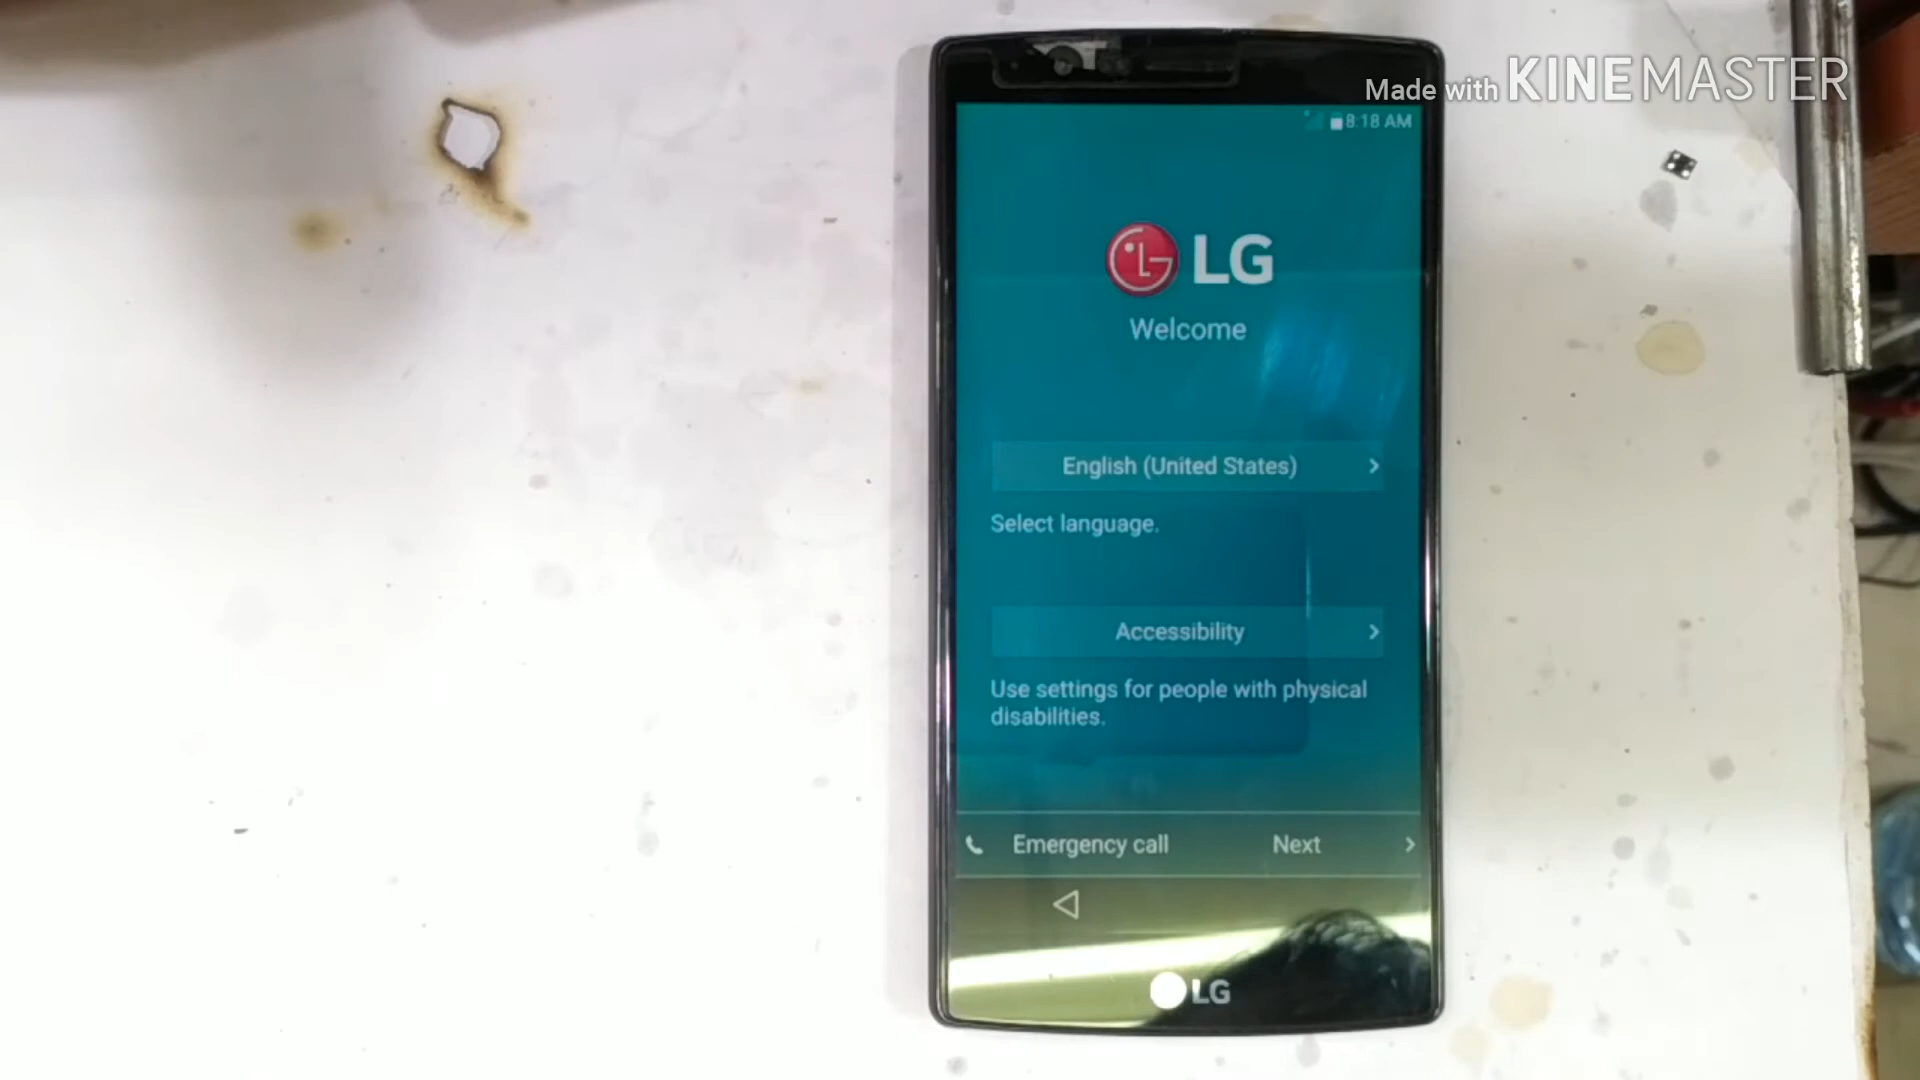 Made with KINEMASTER
8:18 AM
LG
Welcome
English (United States)
Select language.
Accessibility
Use settings for people with physical
disabilities.
Emergency call
Next
LG